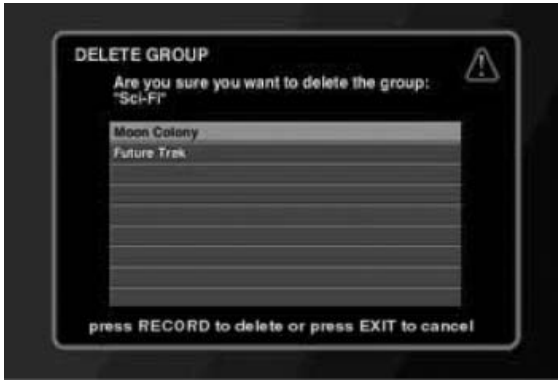 DELETE GROUP
Are you sure you want to delete the group:
"Sci-Fi"
Moon Colony
Future Trek
press RECORD to delete or press EXIT to cancel